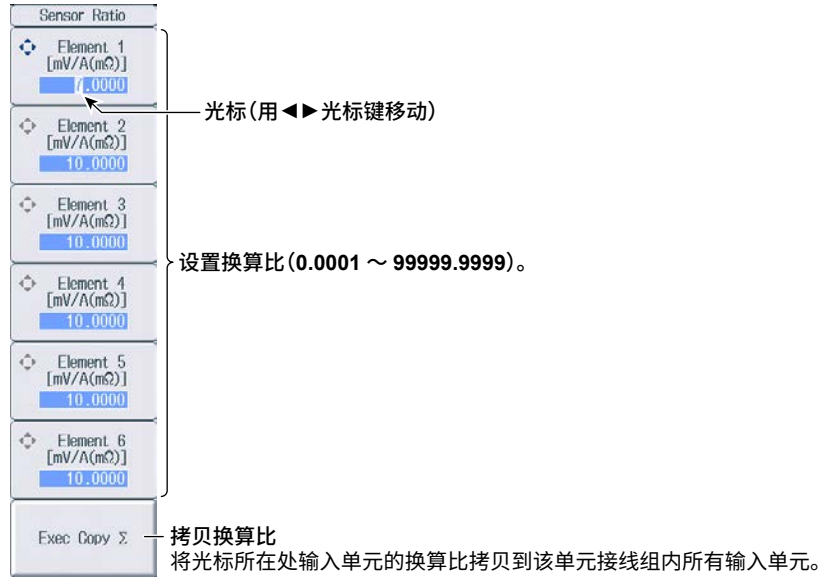 Sensor Ratio
Element 1
[mV/A(mΩ)]
.0000
光标(用◀▶光标键移动)
Element 2
[mV/A(mΩ)]
10.0000
Element 3
[mV/A(mΩ)]
10.0000
设置换算比(0.0001 ～ 99999.9999)。
Element 4
[mV/A(mΩ)]
10.0000
Element 5
[mV/A(mΩ)]
10.0000
Element 6
[mV/A(mΩ)]
10.0000
Exec Copy Σ
拷贝换算比
将光标所在处输入单元的换算比拷贝到该单元接线组内所有输入单元。